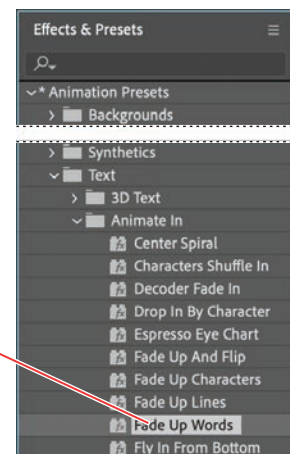 Effects & Presets
* Animation Presets
Backgrounds
Synthetics
Text
3D Text
Animate In
Center Spiral
Characters Shuffle In
Decoder Fade In
Drop In By Character
Espresso Eye Chart
Fade Up And Flip
Fade Up Characters
Fade Up Lines
Fade Up Words
Fly In From Bottom